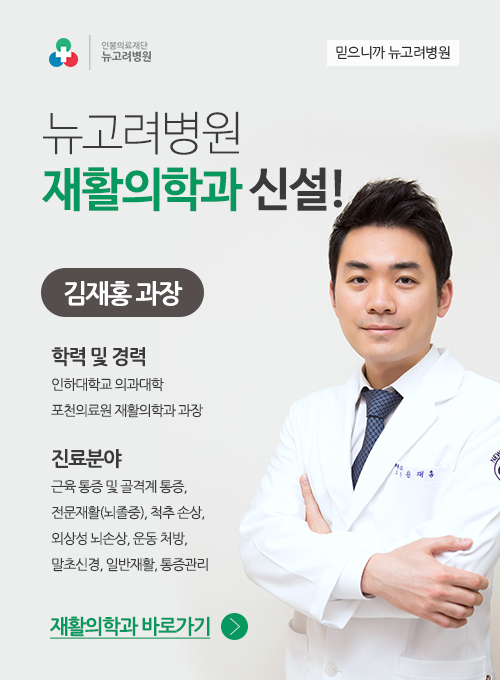 인봉의료재단
뉴고려병원
믿으니까 뉴고려병원
뉴고려병원
재활의학과 신설!
김재홍 과장
학력 및 경력
인하대학교 의과대학
포천의료원 재활의학과 과장
진료분야
근육 통증 및 골격계 통증,
전문재활(뇌졸중), 척추 손상,
외상성 뇌손상, 운동 처방,
말초신경, 일반재활, 통증관리
재활의학과 바로가기